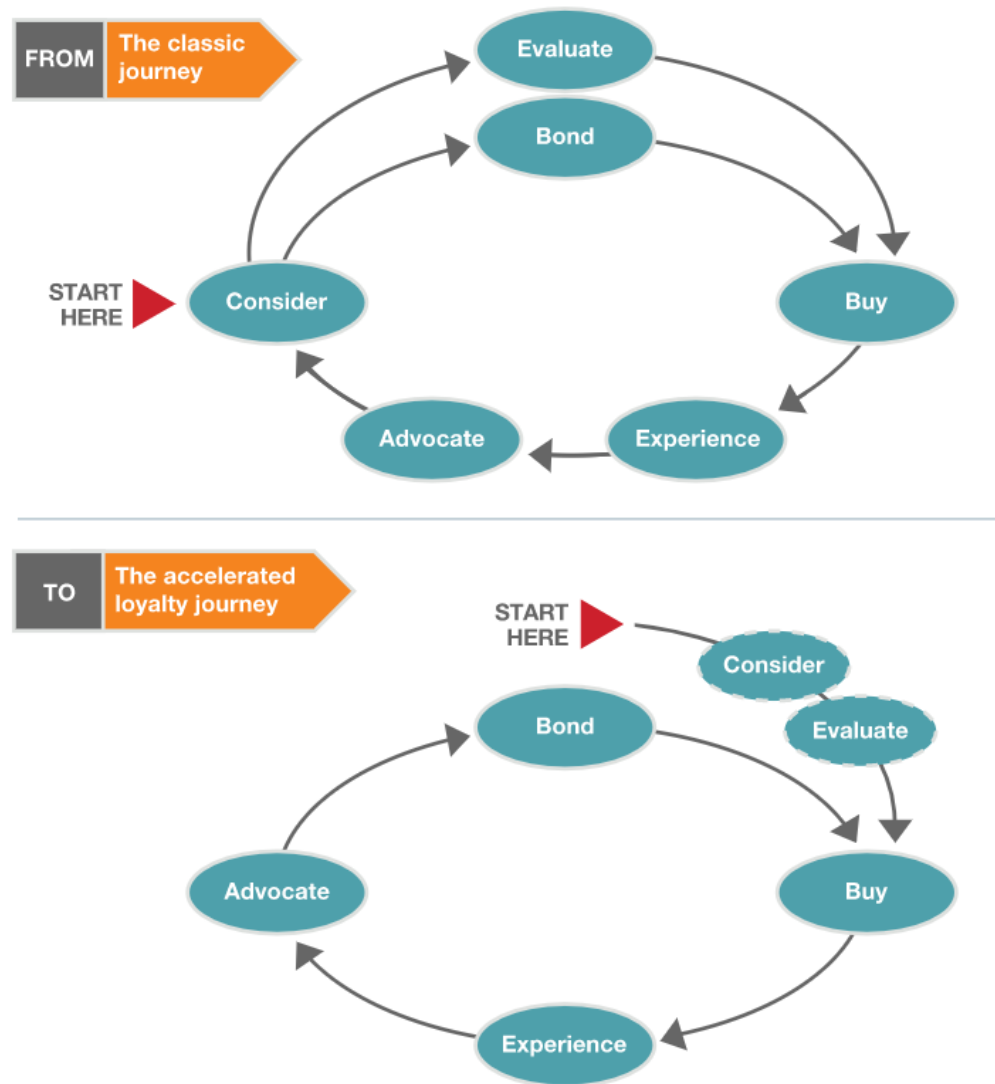 FROM
The classic
journey
Evaluate
Bond
START
HERE
Consider
Buy
Advocate
Experience
TO
The accelerated
loyalty journey
START
HERE
Consider
Bond
Evaluate
Advocate
Buy
Experience